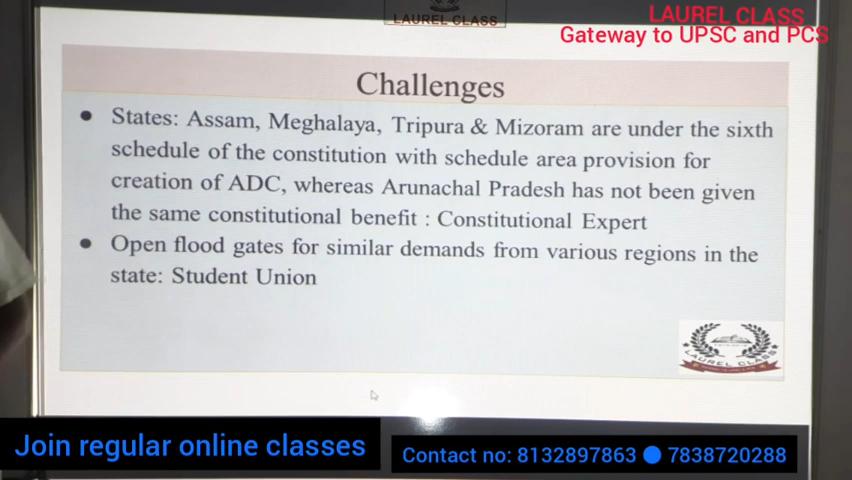 LAUREL CLASS
LAUREL CLASS
Gateway to UPSC and PCS
Challenges
● States: Assam, Meghalaya, Tripura & Mizoram are under the sixth
schedule of the constitution with schedule area provision for
creation of ADC, whereas Arunachal Pradesh has not been given
the same constitutional benefit : Constitutional Expert
● Open flood gates for similar demands from various regions in the
state: Student Union
LAUREL CLASS
Join regular online classes
Contact no: 8132897863 ● 7838720288